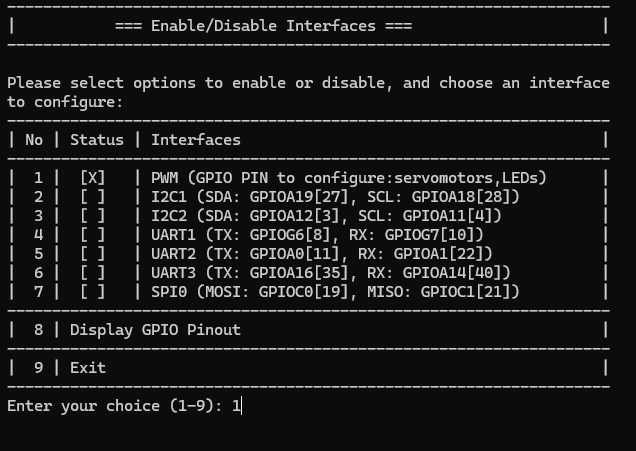 === Enable/Disable Interfaces ===
Please select options to enable or disable, and choose an interface
to configure:
| No | Status | Interfaces |
| 1 | [X] | PWM (GPIO PIN to configure:servomotors,LEDs) |
| 2 | [ ] | I2C1 (SDA: GPIOA19[27], SCL: GPIOA18[28]) |
| 3 | [ ] | I2C2 (SDA: GPIOA12[3], SCL: GPIOA11[4]) |
| 4 | [ ] | UART1 (TX: GPIOG6[8], RX: GPIOG7[10]) |
| 5 | [ ] | UART2 (TX: GPIOA0[11], RX: GPIOA1[22]) |
| 6 | [ ] | UART3 (TX: GPIOA16[35], RX: GPIOA14[40]) |
| 7 | [ ] | SPI0 (MOSI: GPIOC0[19], MISO: GPIOC1[21]) |
| 8 | Display GPIO Pinout |
| 9 | Exit |
Enter your choice (1-9): 1